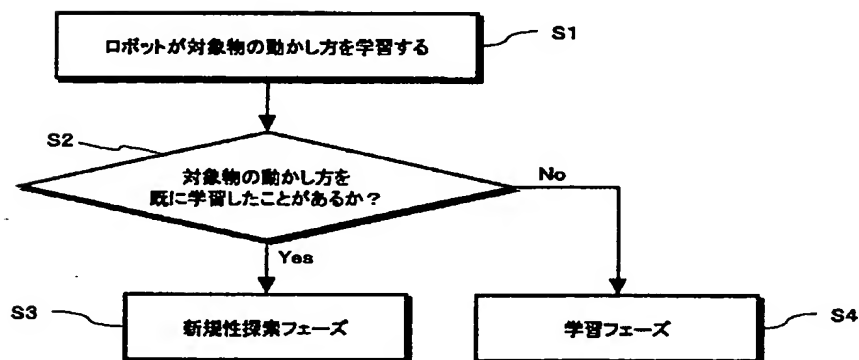 ロボットが対象物の動かし方を学習する
S1
S2
対象物の動かし方を
既に学習したことがあるか？
No
Yes
S3
新規性探索フェーズ
学習フェーズ
S4